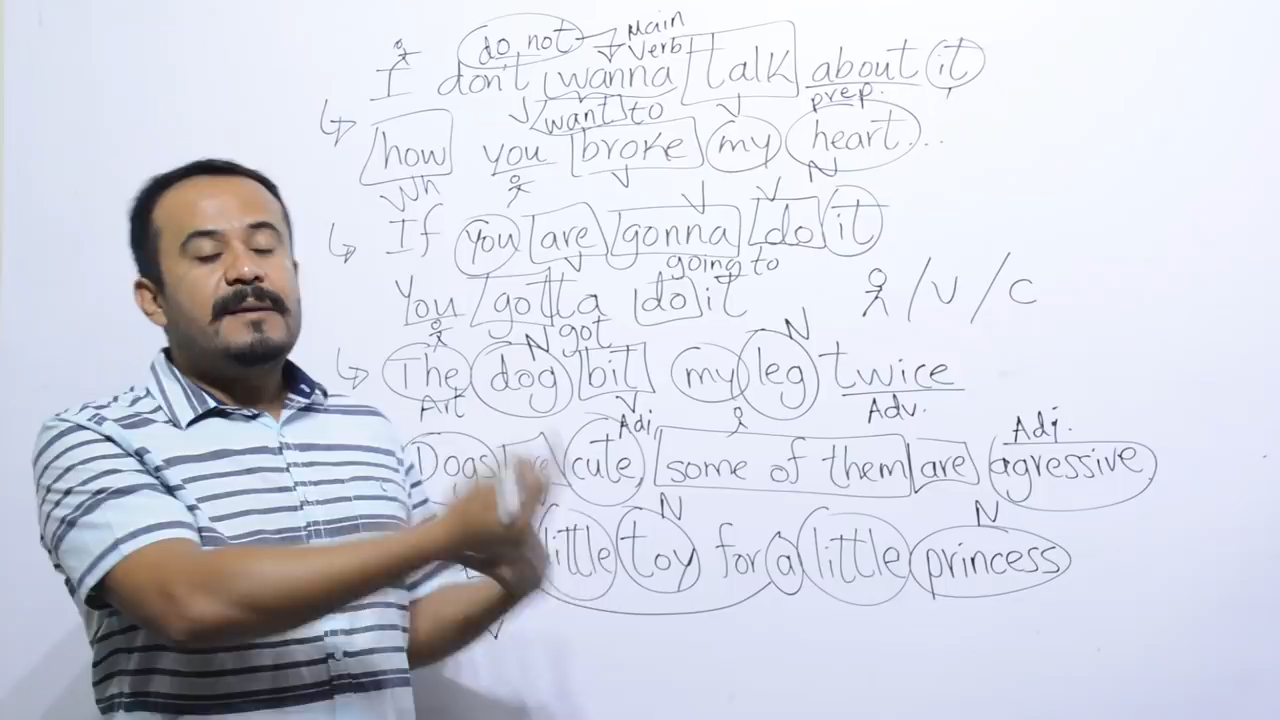 do not Main
Verb
I don't wanna talk about it
want to prep.
how you broke my heart...
Wh N
If you are gonna do it
going to
You gotta do it / V / C
N got N
The dog bit my leg twice
Art Adv.
Adj Adj.
Dogs cute, some of them are agressive
N N
little toy for a little princess